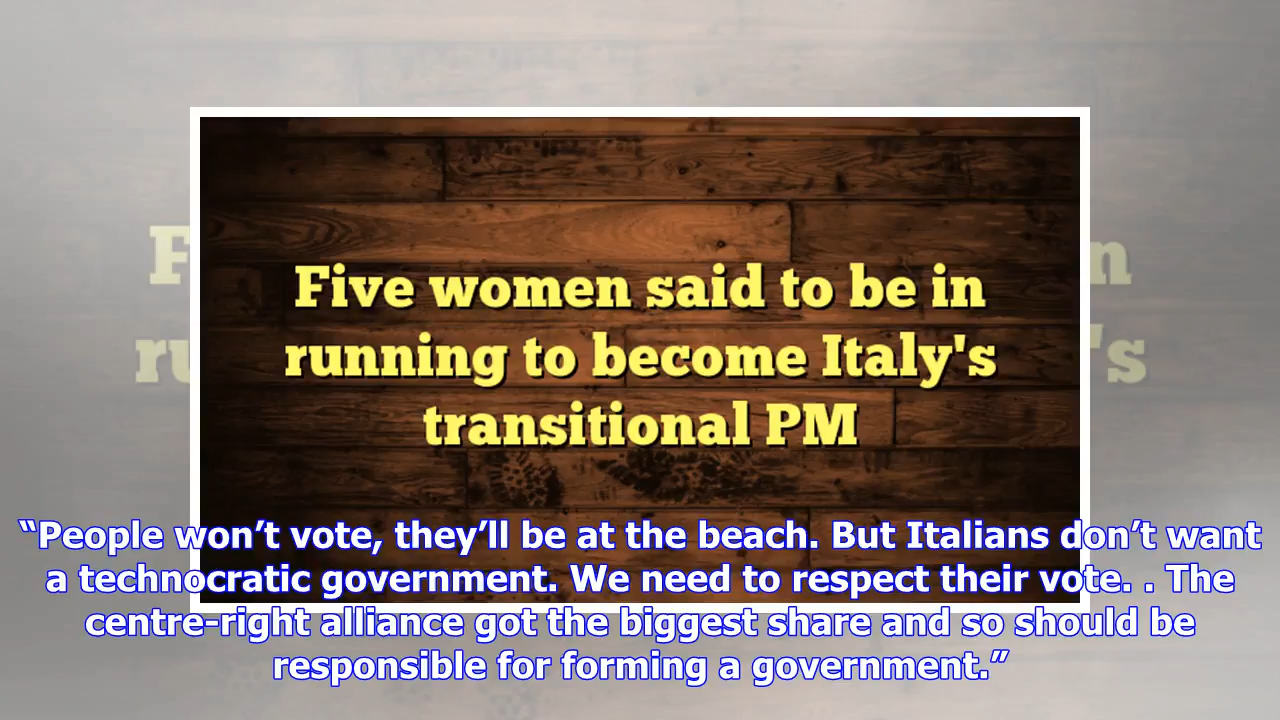 Five women said to be in
running to become Italy's
transitional PM
“People won’t vote, they’ll be at the beach. But Italians don’t want
a technocratic government. We need to respect their vote. . The
centre-right alliance got the biggest share and so should be
responsible for forming a government.”